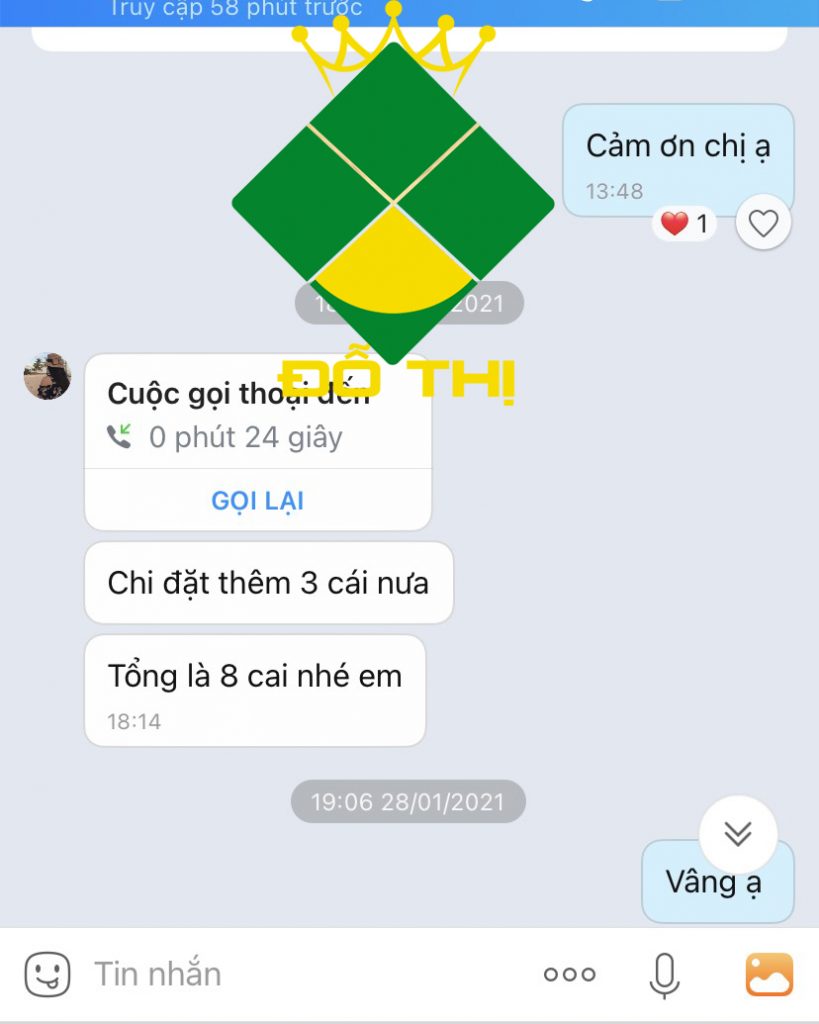 Truy cập 58 phút trước
Cảm ơn chị ạ
13:48
1
2021
ĐỖ THỊ
Cuộc gọi thoại đến
0 phút 24 giây
GỌI LẠI
Chi đặt thêm 3 cái nưa
Tổng là 8 cai nhé em
18:14
19:06 28/01/2021
Vâng ạ
Tin nhắn